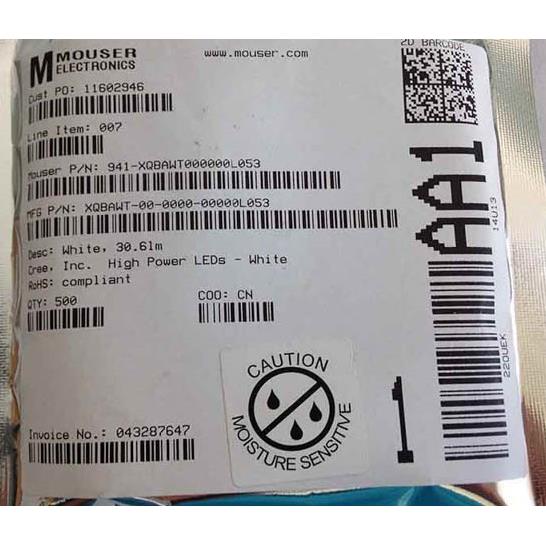 MOUSER
ELECTRONICS
www.mouser.com
2D BARCODE
Cust PO: 11602946
Line Item: 007
Mouser P/N: 941-XQBAWT000000L053
MFG P/N: XQBAWT-00-0000-00000L053
Desc: White, 30.61m
Cree, Inc. High Power LEDs - White
RoHS: compliant
QTY: 500
COO: CN
Invoice No.: 043287647
CAUTION
MOISTURE SENSITIVE
AA1
14U13
220UEK
1